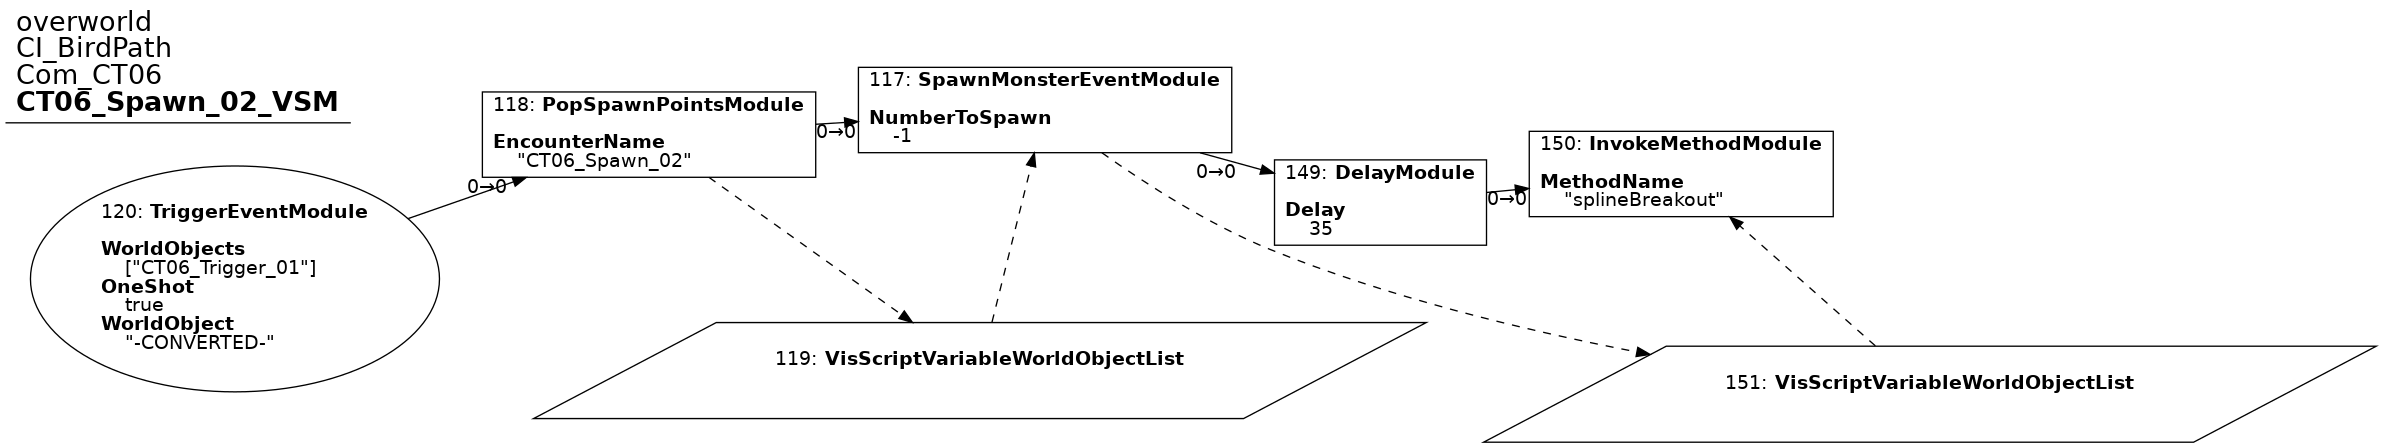 overworld
CI_BirdPath
Com_CT06
CT06_Spawn_02_VSM
120: TriggerEventModule
WorldObjects
["CT06_Trigger_01"]
OneShot
true
WorldObject
"-CONVERTED-"
0→0
118: PopSpawnPointsModule
EncounterName
"CT06_Spawn_02"
0→0
117: SpawnMonsterEventModule
NumberToSpawn
-1
0→0
149: DelayModule
Delay
35
0→0
150: InvokeMethodModule
MethodName
"splineBreakout"
119: VisScriptVariableWorldObjectList
151: VisScriptVariableWorldObjectList